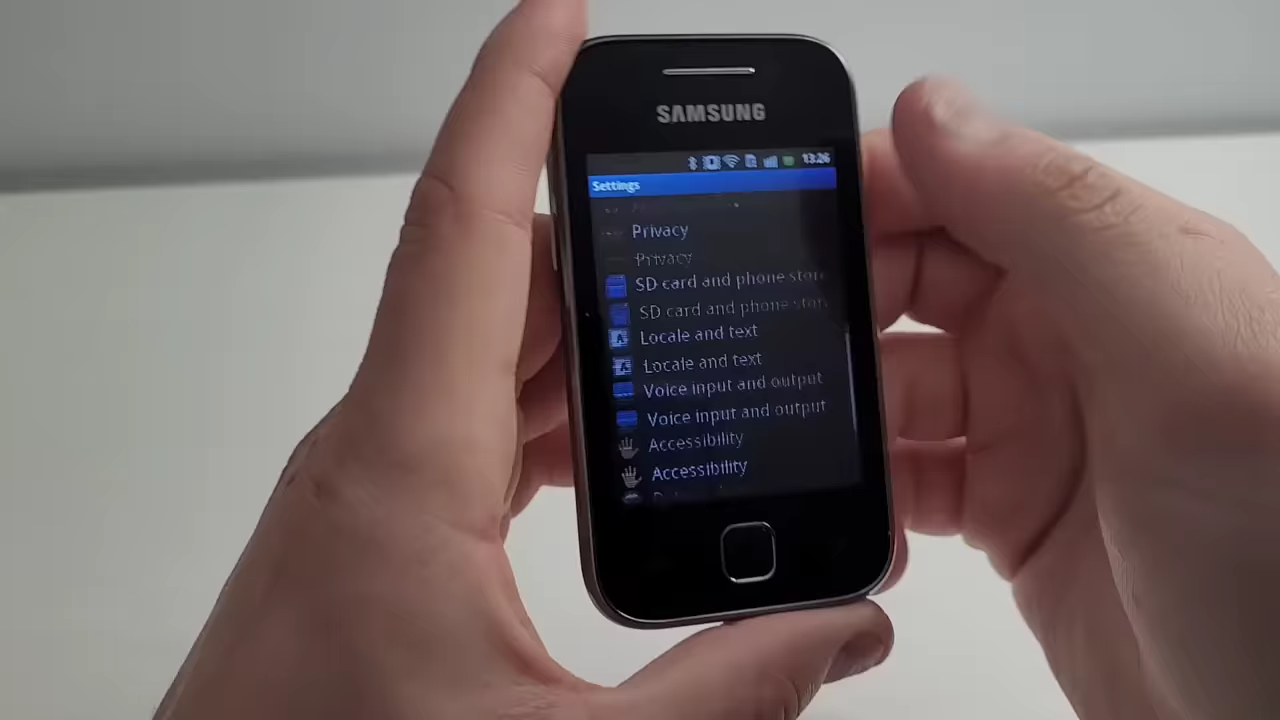 SAMSUNG
13:26
Settings
Privacy
Privacy
SD card and phone stor
SD card and phone stor
Locale and text
Locale and text
Voice input and output
Voice input and output
Accessibility
Accessibility